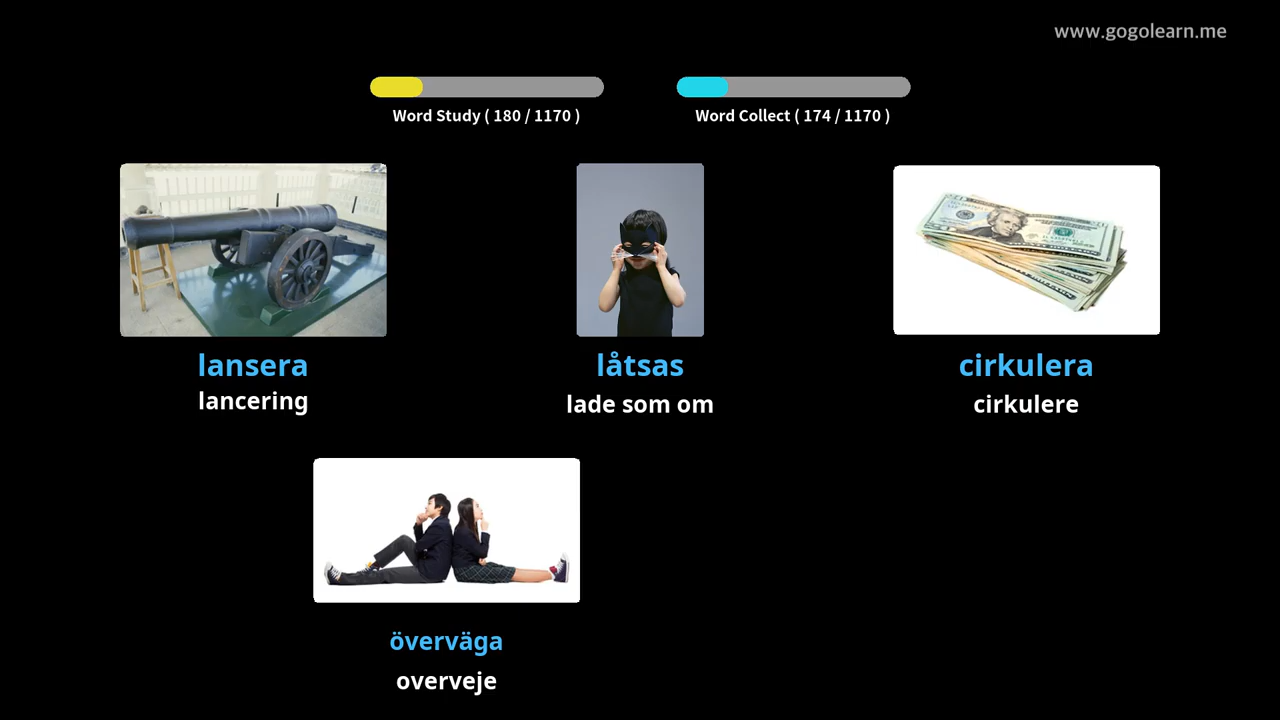 www.gogolearn.me
Word Study ( 180 / 1170 )
Word Collect ( 174 / 1170 )
lansera
lancering
låtsas
lade som om
cirkulera
cirkulere
överväga
overveje